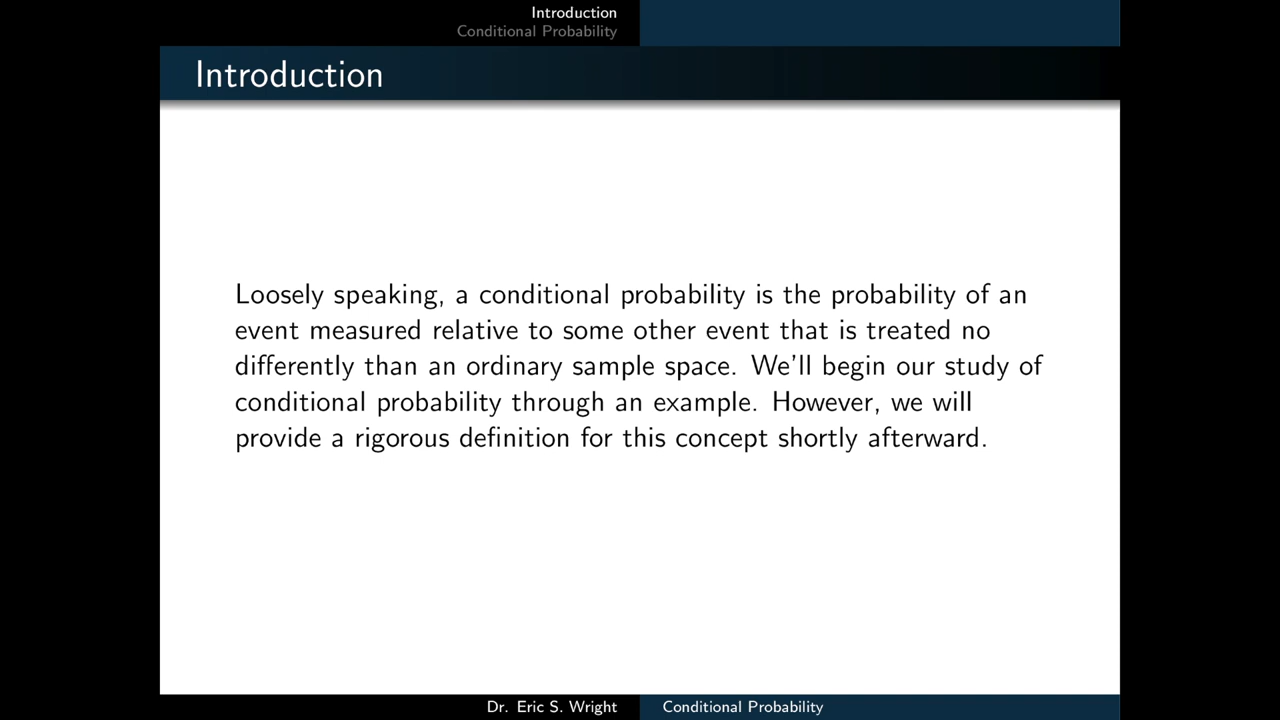 Introduction
Conditional Probability
Introduction
Loosely speaking, a conditional probability is the probability of an
event measured relative to some other event that is treated no
differently than an ordinary sample space. We'll begin our study of
conditional probability through an example. However, we will
provide a rigorous definition for this concept shortly afterward.
Dr. Eric S. Wright
Conditional Probability